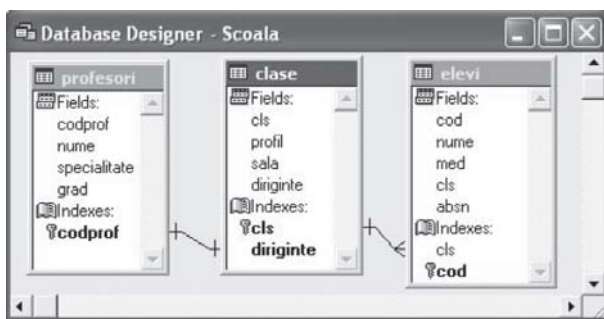 Database Designer - Scoala
profesori
Fields:
codprof
nume
specialitate
grad
Indexes:
codprof
clase
Fields:
cls
profil
sala
diriginte
Indexes:
cls
diriginte
elevi
Fields:
cod
nume
med
cls
absn
Indexes:
cls
cod